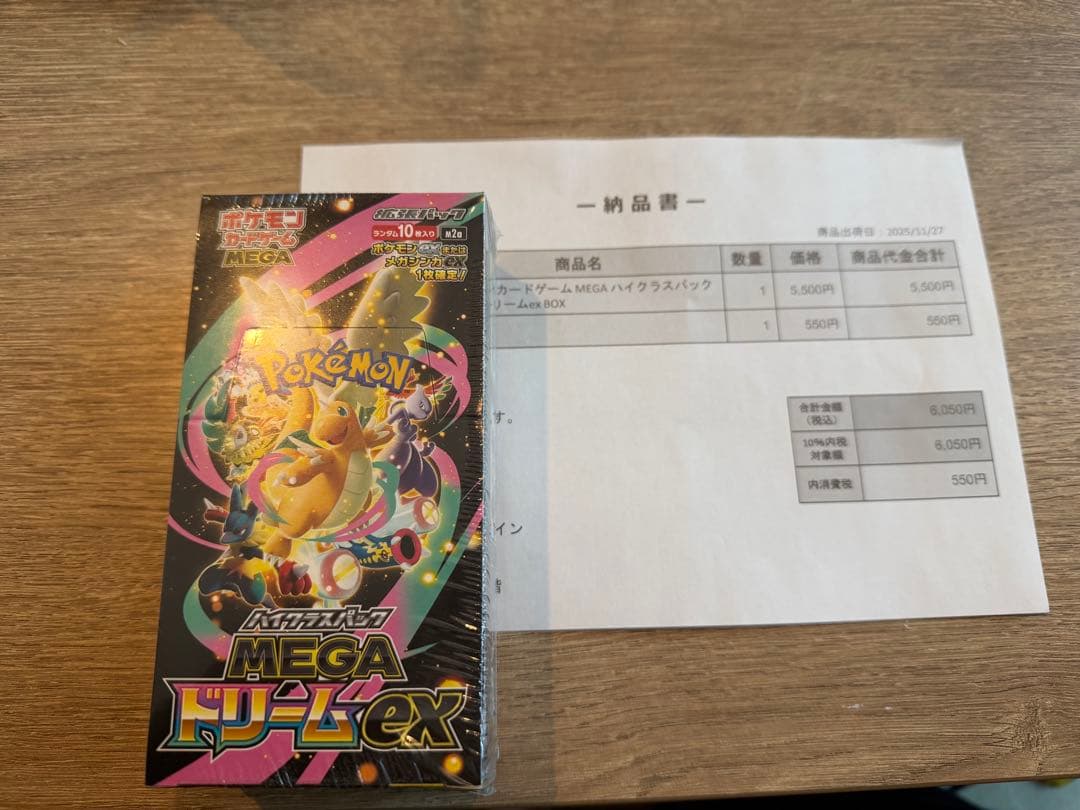 ポケモン
カードゲーム
MEGA
拡張パック
ランダム10枚入り
M2a
ポケモンexまたは
メガシンカex
1枚確定！
POKéMON
ハイクラスパック
MEGA
ドリームex
ー納品書ー
商品出荷日：2025/11/27
商品名 数量 価格 商品代金合計
カードゲーム MEGA ハイグラスパック 1 5,500円 5,500円
リームex BOX
1 550円 550円
す。
合計金額 6,050円
（税込）
10%内税 6,050円
対象額
内消費税 550円
イン